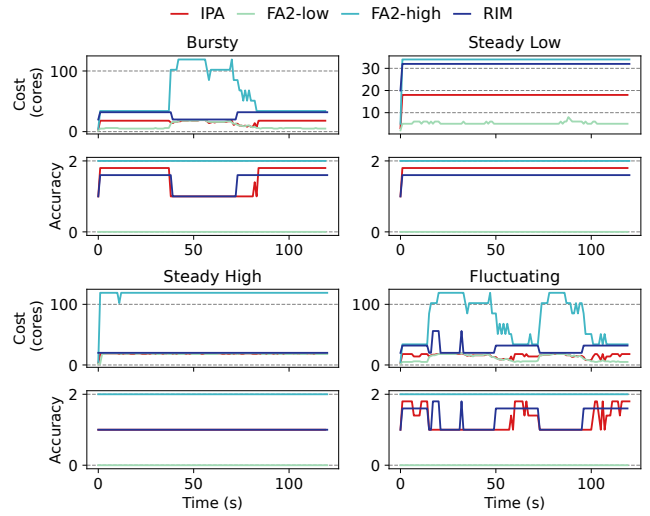 IPA FA2-low FA2-high RIM
Bursty
Steady Low
Cost
(cores)
100
0
30
20
10
Accuracy
2
0
0 50 100
0 50 100
Steady High
Fluctuating
Cost
(cores)
100
0
100
0
Accuracy
2
0
2
0
0 50 100
0 50 100
Time (s)
Time (s)